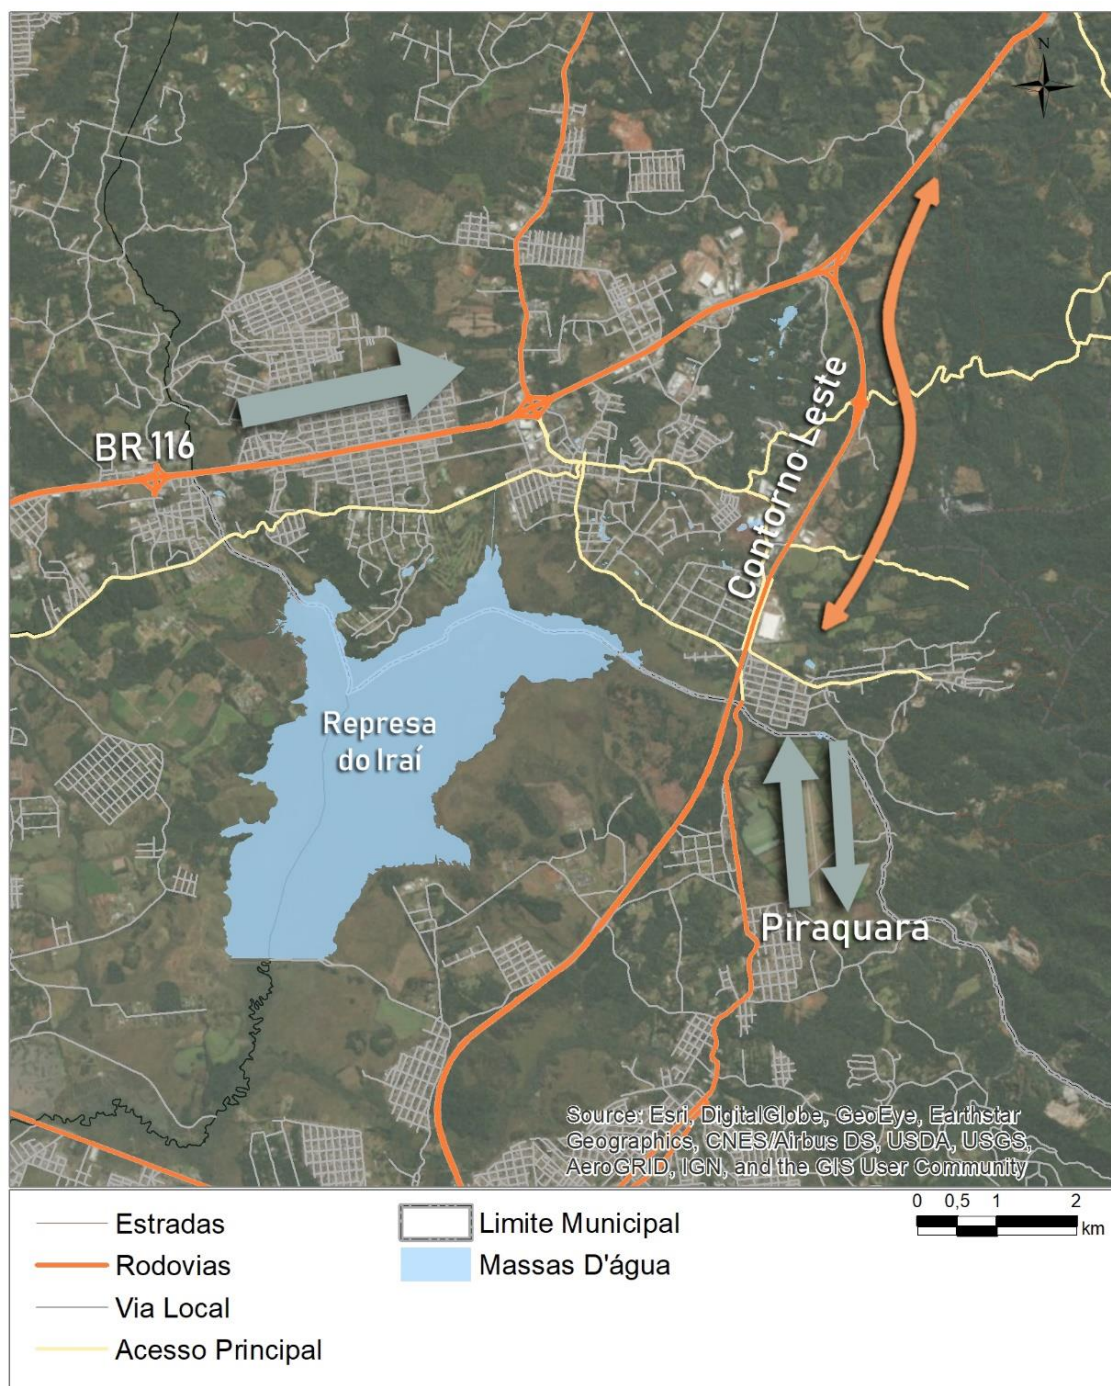 N
BR 116
Contorno Leste
Represa
do Iraí
Piraquara
Source: Esri, DigitalGlobe, GeoEye, Earthstar
Geographics, CNES/Airbus DS, USDA, USGS,
AeroGRID, IGN, and the GIS User Community
Estradas
Rodovias
Via Local
Acesso Principal
Limite Municipal
Massas D'água
0 0,5 1 2
km